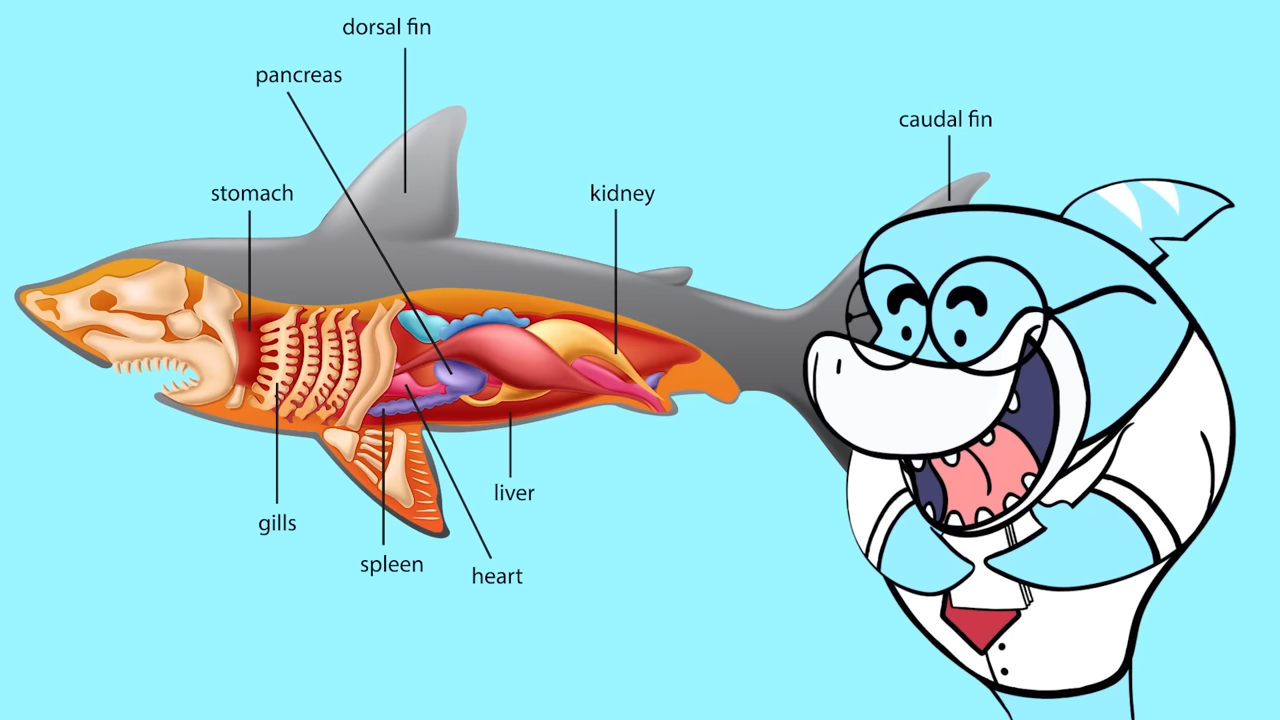 dorsal fin
pancreas
caudal fin
stomach
kidney
liver
gills
spleen
heart